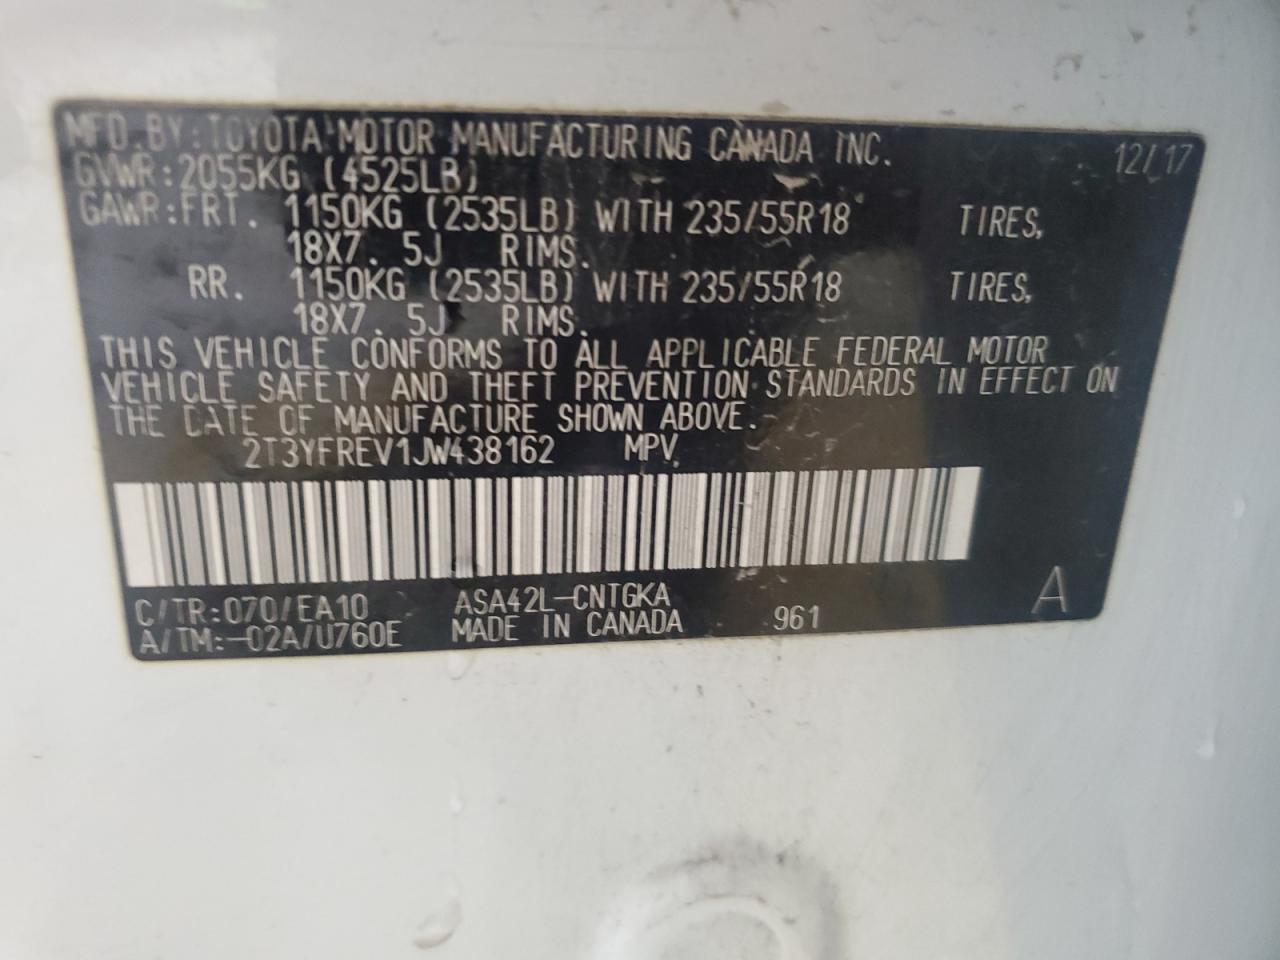 MFD. BY: TOYOTA MOTOR MANUFACTURING CANADA INC. 12/17
GVWR: 2055KG (4525LB)
GAWR: FRT. 1150KG (2535LB) WITH 235/55R18 TIRES,
18X7. 5J RIMS.
RR. 1150KG (2535LB) WITH 235/55R18 TIRES,
18X7. 5J RIMS.
THIS VEHICLE CONFORMS TO ALL APPLICABLE FEDERAL MOTOR
VEHICLE SAFETY AND THEFT PREVENTION STANDARDS IN EFFECT ON
THE DATE OF MANUFACTURE SHOWN ABOVE.
2T3YFREV1JW438162 MPV
C/TR: 070/EA10 ASA42L-CNTGKA A
A/TM: -02A/U760E MADE IN CANADA 961